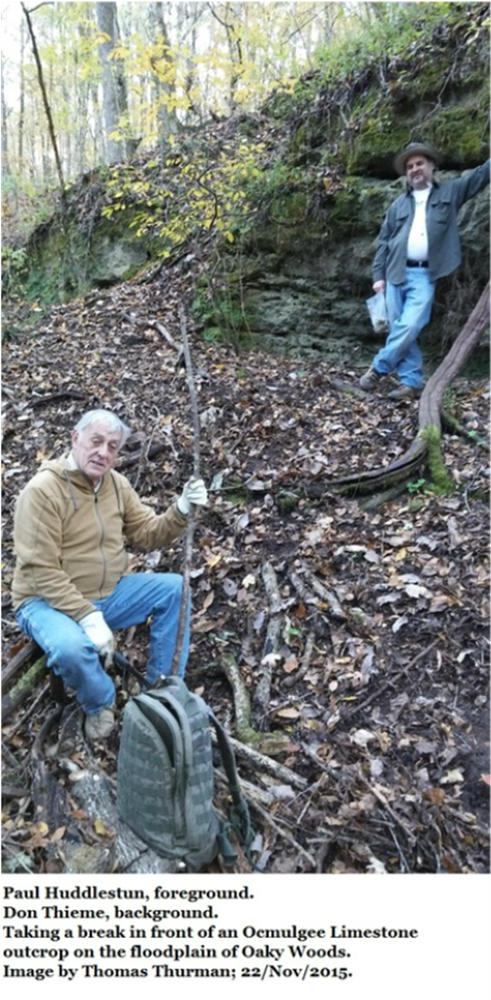 Paul Huddlestun, foreground.
Don Thieme, background.
Taking a break in front of an Ocmulgee Limestone
outcrop on the floodplain of Oaky Woods.
Image by Thomas Thurman; 22/Nov/2015.